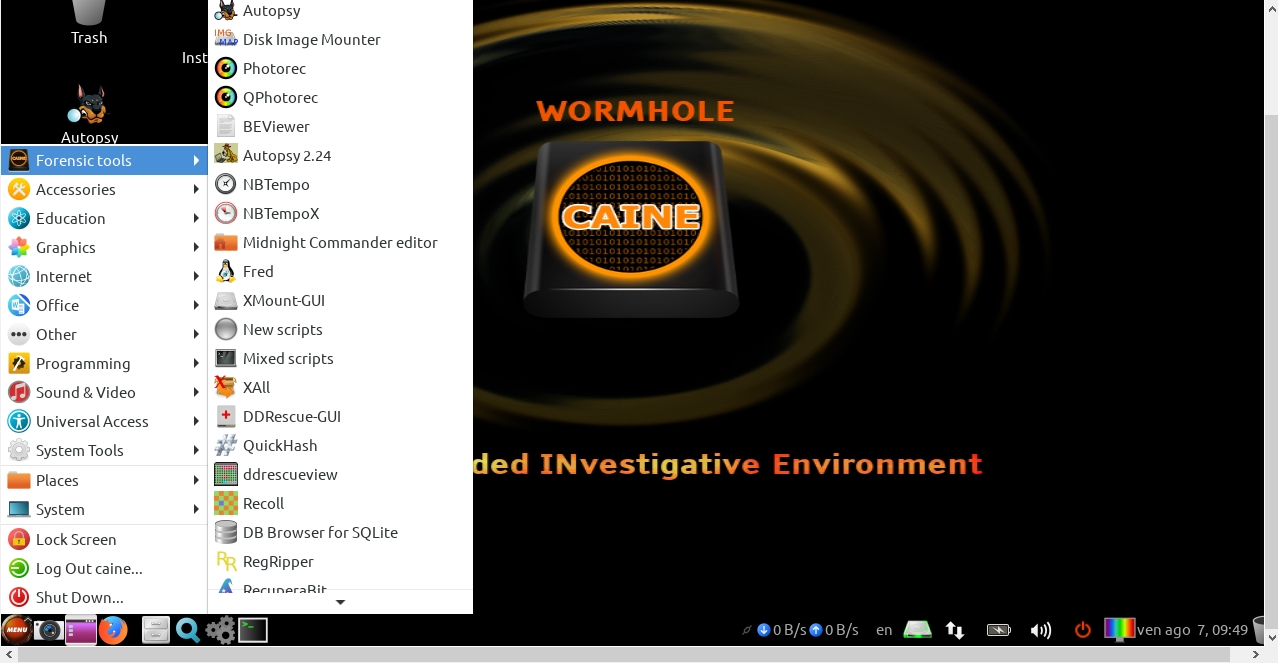 Trash
Inst
Autopsy
Forensic tools
Accessories
Education
Graphics
Internet
Office
Other
Programming
Sound & Video
Universal Access
System Tools
Places
System
Lock Screen
Log Out caine...
Shut Down...
Autopsy
Disk Image Mounter
Photorec
QPhotorec
BEViewer
Autopsy 2.24
NBTempo
NBTempoX
Midnight Commander editor
Fred
XMount-GUI
New scripts
Mixed scripts
XAll
DDRescue-GUI
QuickHash
ddrescueview
Recoll
DB Browser for SQLite
RegRipper
RecuperaBit
WORMHOLE
CAINE
ded INvestigative Environment
MENU
0 B/s 0 B/s en ven ago 7, 09:49